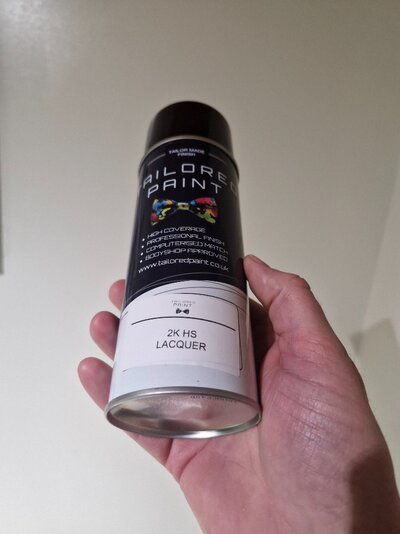 TAILOR MADE
FINISH
TAILORED
PAINT
• HIGH COVERAGE
• PROFESSIONAL FINISH
• COMPUTERISED MATCH
• BODYSHOP APPROVED
www.tailoredpaint.co.uk
TAILORED
PAINT
2K HS
LACQUER